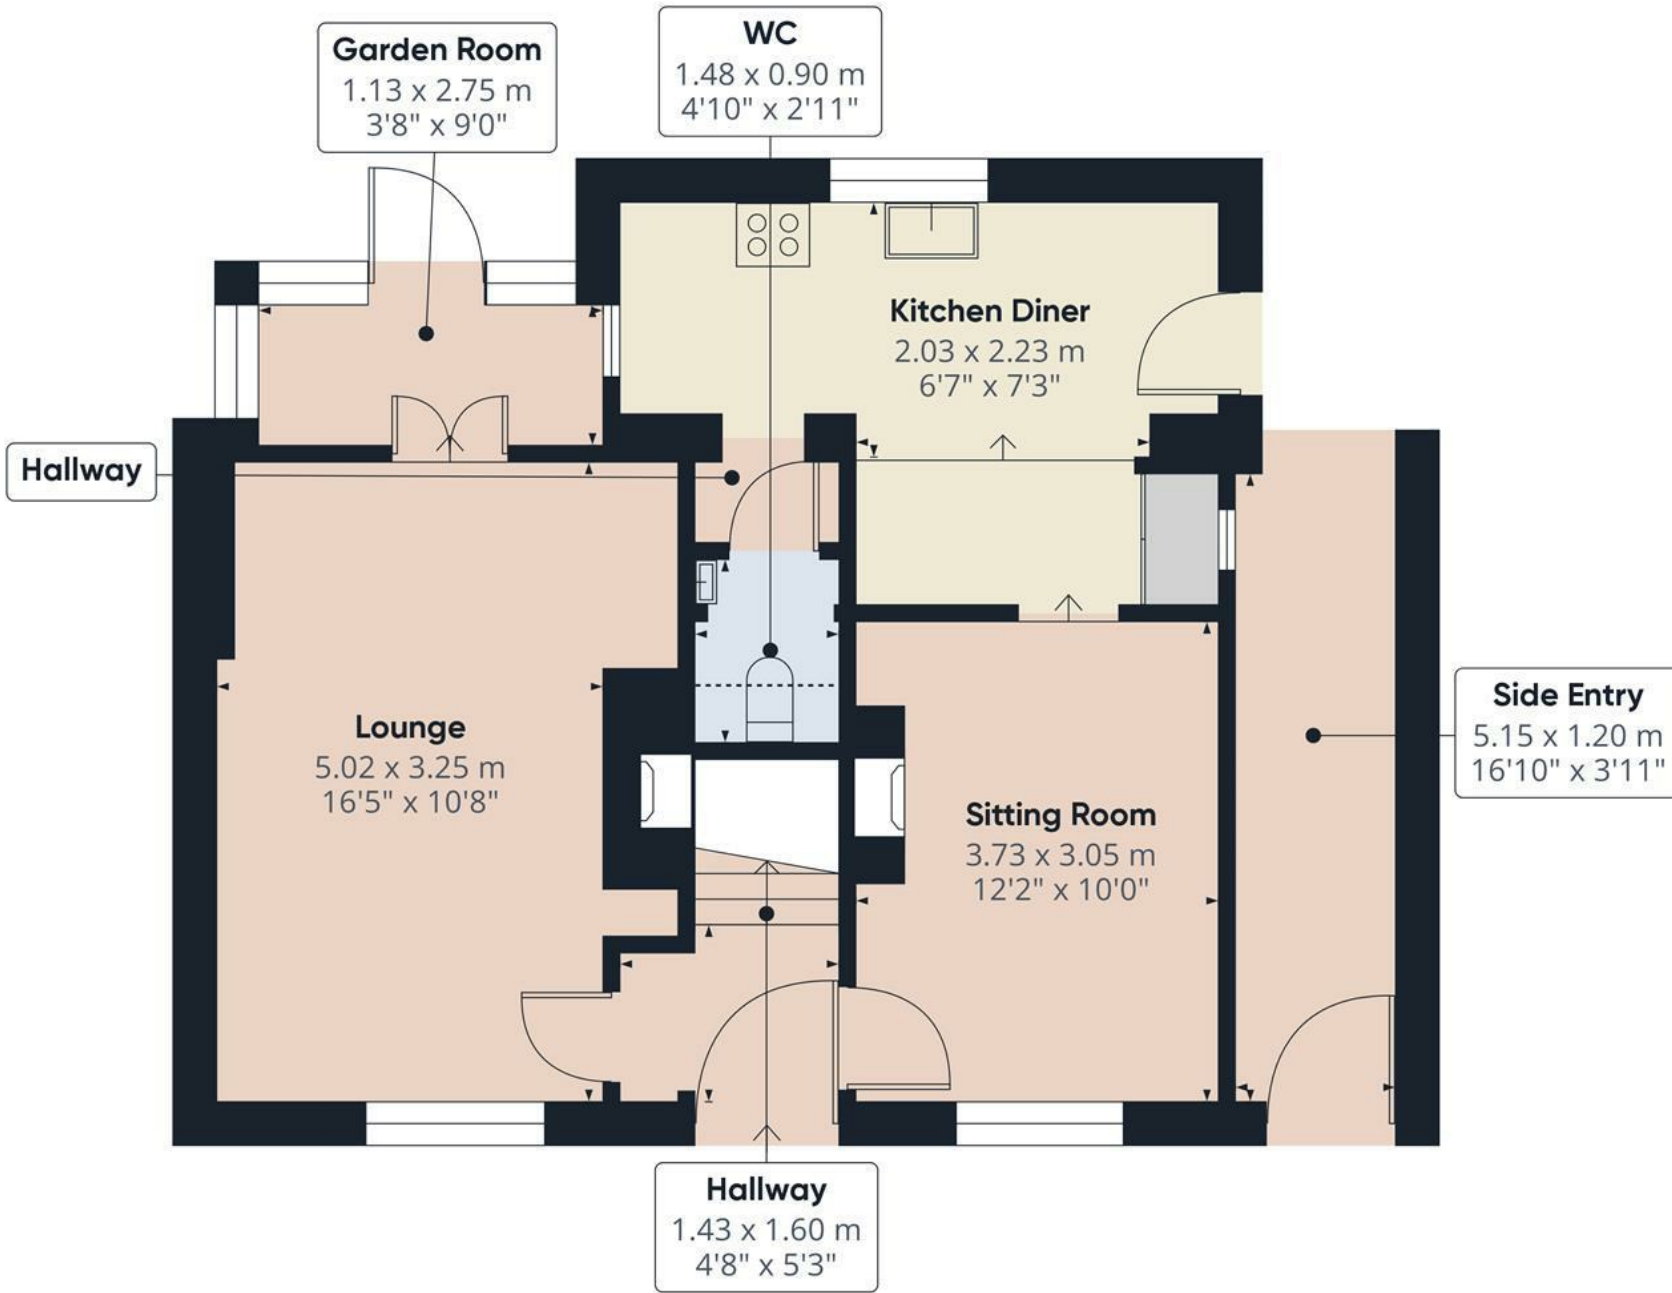 WC
1.48 x 0.90 m
4'10" x 2'11"
Garden Room
1.13 x 2.75 m
3'8" x 9'0"
Kitchen Diner
2.03 x 2.23 m
6'7" x 7'3"
Hallway
Lounge
5.02 x 3.25 m
16'5" x 10'8"
Side Entry
5.15 x 1.20 m
16'10" x 3'11"
Sitting Room
3.73 x 3.05 m
12'2" x 10'0"
Hallway
1.43 x 1.60 m
4'8" x 5'3"